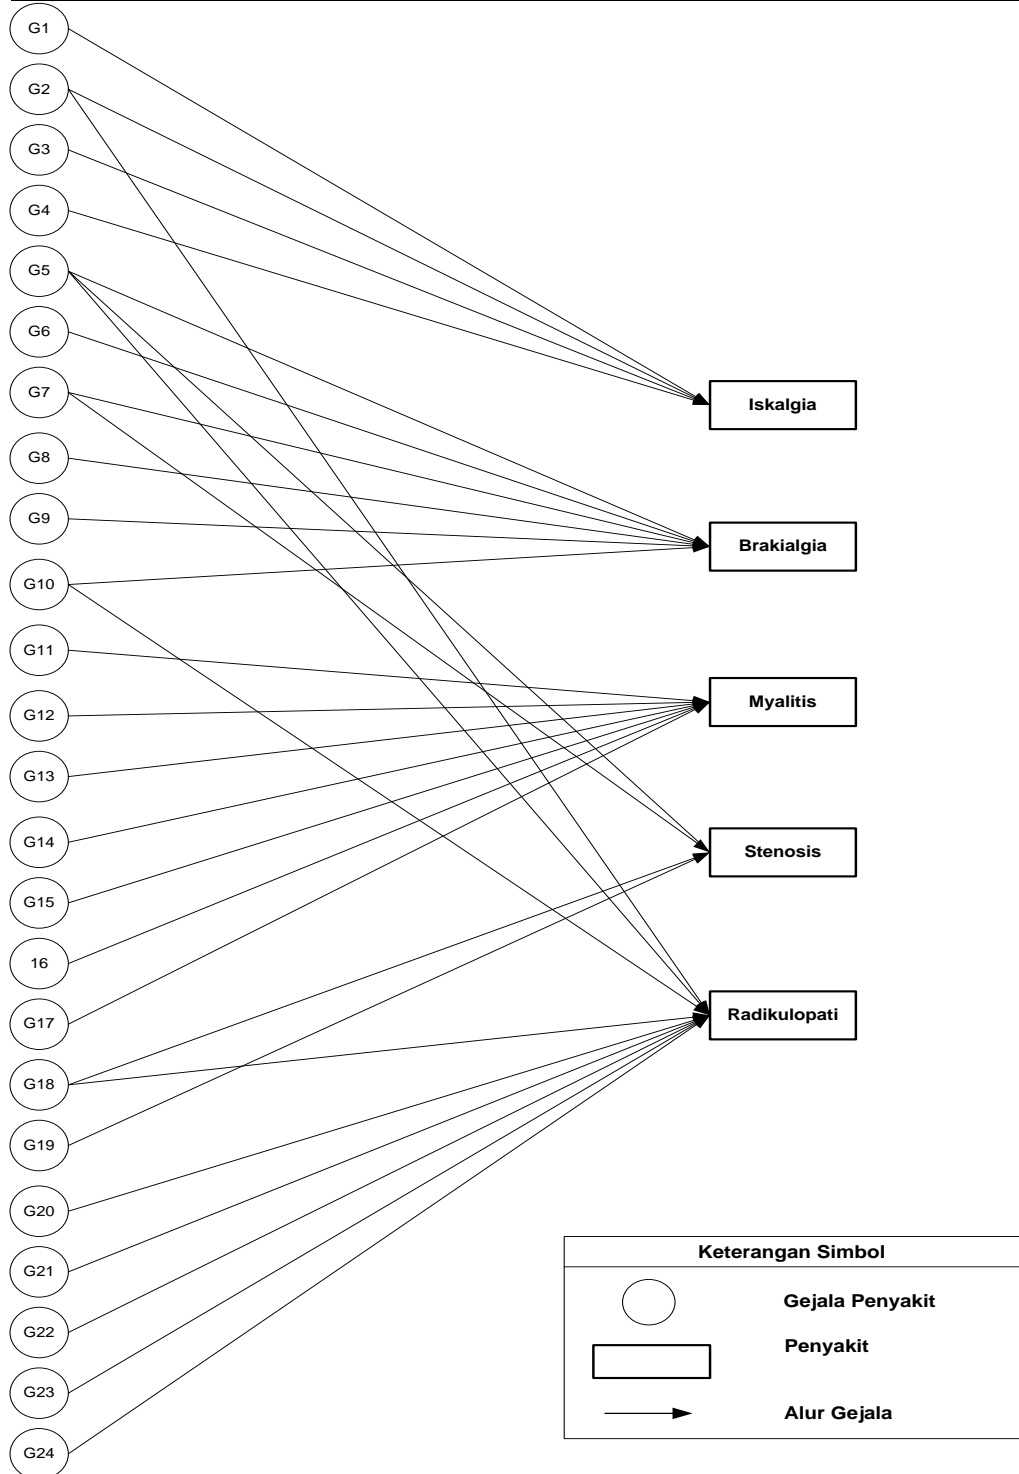 G1
G2
G3
G4
G5
G6
G7
G8
G9
G10
G11
G12
G13
G14
G15
16
G17
G18
G19
G20
G21
G22
G23
G24
Iskalgia
Brakialgia
Myalitis
Stenosis
Radikulopati
Keterangan Simbol
Gejala Penyakit
Penyakit
Alur Gejala